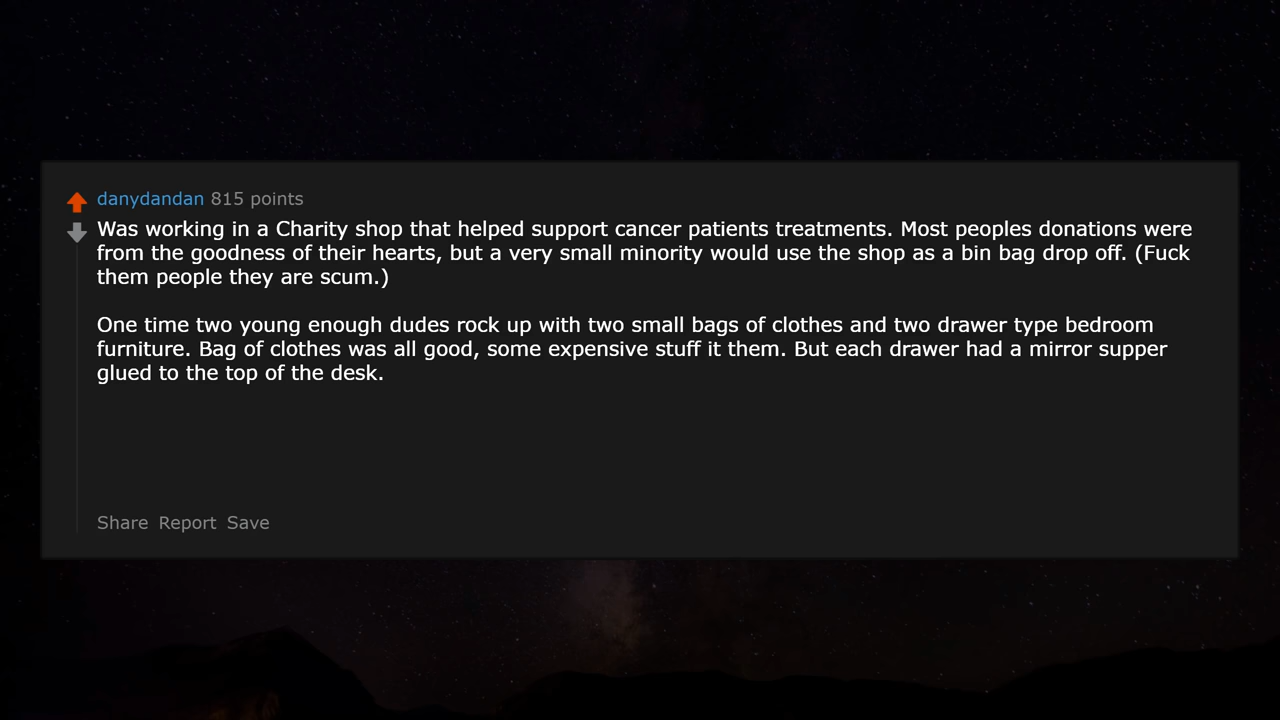 danydandan 815 points
Was working in a Charity shop that helped support cancer patients treatments. Most peoples donations were
from the goodness of their hearts, but a very small minority would use the shop as a bin bag drop off. (Fuck
them people they are scum.)
One time two young enough dudes rock up with two small bags of clothes and two drawer type bedroom
furniture. Bag of clothes was all good, some expensive stuff it them. But each drawer had a mirror supper
glued to the top of the desk.
Share Report Save